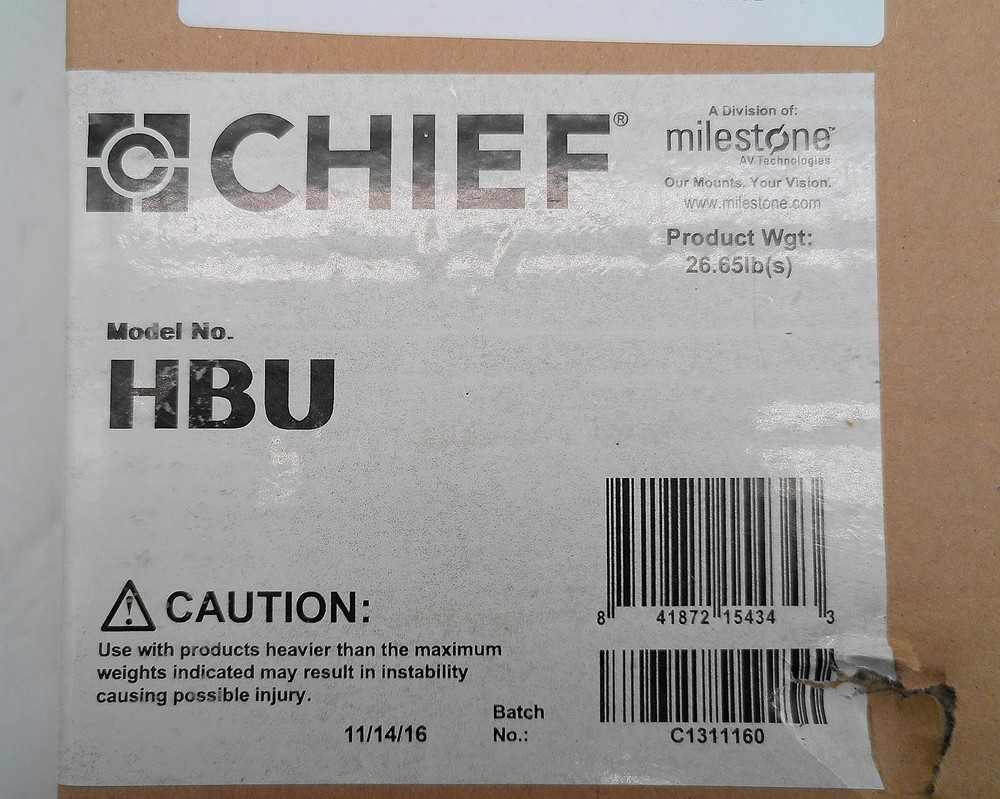 CHIEF®
A Division of:
milestone™
AV Technologies
Our Mounts. Your Vision.
www.milestone.com
Product Wgt:
26.65lb(s)
Model No.
HBU
8 41872 15434 3
CAUTION:
Use with products heavier than the maximum
weights indicated may result in instability
causing possible injury.
11/14/16
Batch
No.:
C1311160